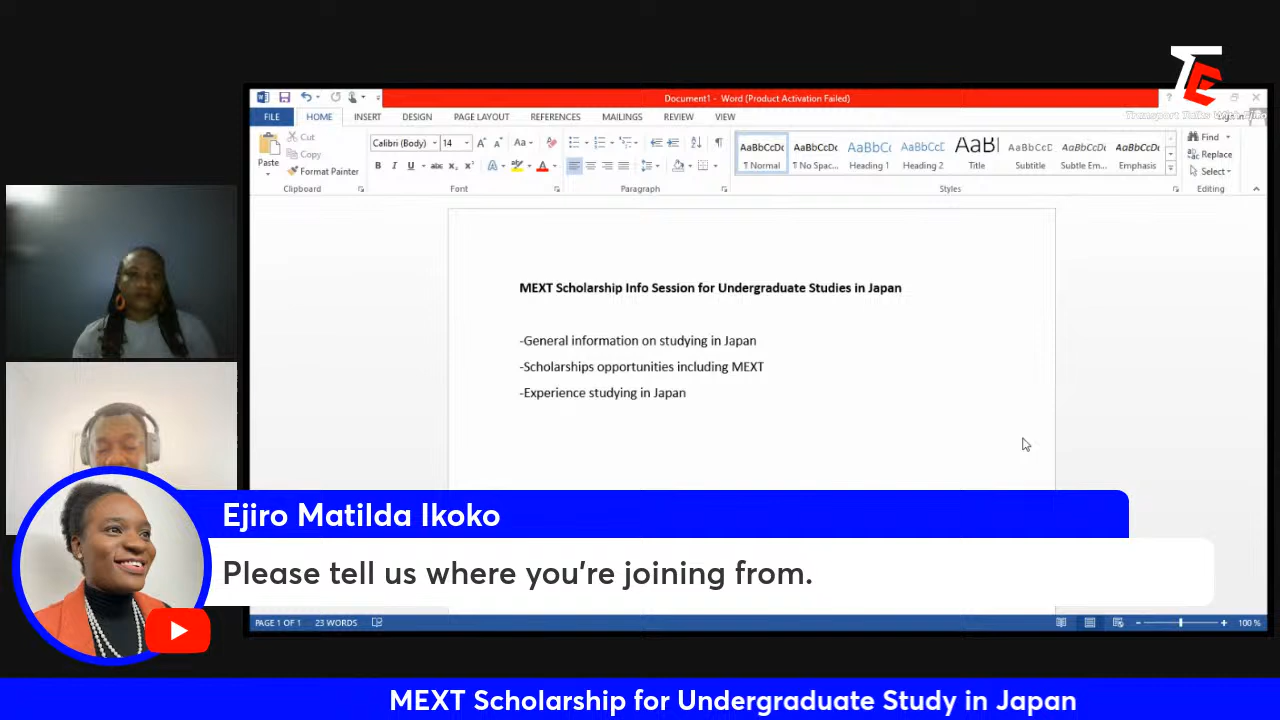 TE
Document1 - Word (Product Activation Failed)
FILE HOME INSERT DESIGN PAGE LAYOUT REFERENCES MAILINGS REVIEW VIEW
Paste
Cut
Copy
Format Painter
Clipboard
Calibri (Body) 14
Font
Paragraph
AaBbCcDc AaBbCcDc AaBbCc AaBbCcD AaBl AaBbCcD AaBbCcDc AaBbCcDc
¶ Normal ¶ No Spac... Heading 1 Heading 2 Title Subtitle Subtle Em... Emphasis
Styles
Find
Replace
Select
Editing
MEXT Scholarship Info Session for Undergraduate Studies in Japan
-General information on studying in Japan
-Scholarships opportunities including MEXT
-Experience studying in Japan
Ejiro Matilda Ikoko
Please tell us where you're joining from.
PAGE 1 OF 1 23 WORDS
100 %
MEXT Scholarship for Undergraduate Study in Japan